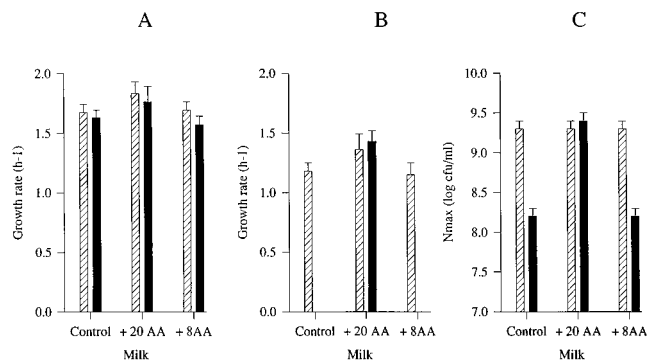 A
B
C
2.0
1.5
1.0
0.5
0.0
Growth rate (h-1)
Control + 20 AA + 8AA
Milk
2.0
1.5
1.0
0.5
0.0
Growth rate (h-1)
Control + 20 AA + 8AA
Milk
10.0
9.5
9.0
8.5
8.0
7.5
7.0
Nmax (log cfu/ml)
Control + 20 AA + 8AA
Milk